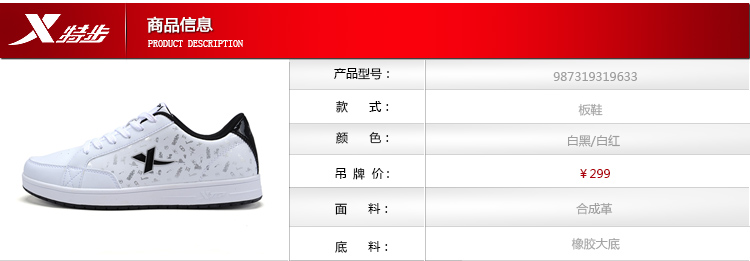 特步
商品信息
PRODUCT DESCRIPTION
产品型号： 987319319633
款 式： 板鞋
颜 色： 白黑/白红
吊 牌 价： ¥299
面 料： 合成革
底 料： 橡胶大底